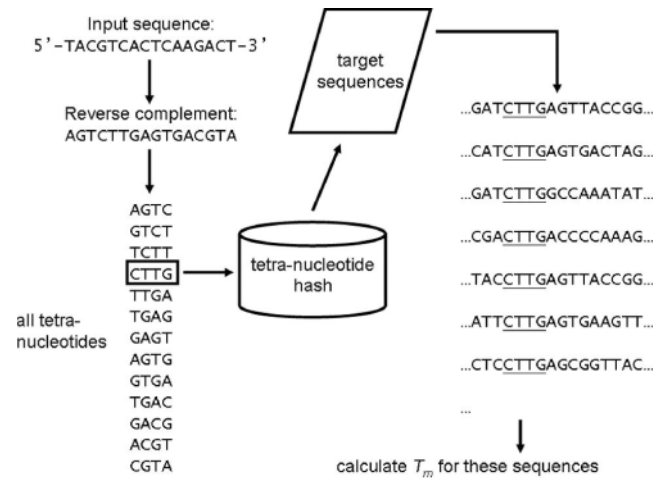 Input sequence:
5’-TACGTCACTCAAGACT-3’
Reverse complement:
AGTCTTGAGTGACGTA
AGTC
GTCT
TCTT
CTTG
TTGA
TGAG
GAGT
AGTG
GTGA
TGAC
GACG
ACGT
CGTA
all tetra-
nucleotides
tetra-nucleotide
hash
target
sequences
...GATCTTGAGTTACCGG...
...CATCTTGAGTGACTAG...
...GATCTTGGCCAAATAT...
...CGACTTGACCCCAAAG...
...TACCTTGAGTTACCGG...
...ATTCTTGAGTGAAGTT...
...CTCCTTGAGCGGTTAC...
...
calculate Tm for these sequences